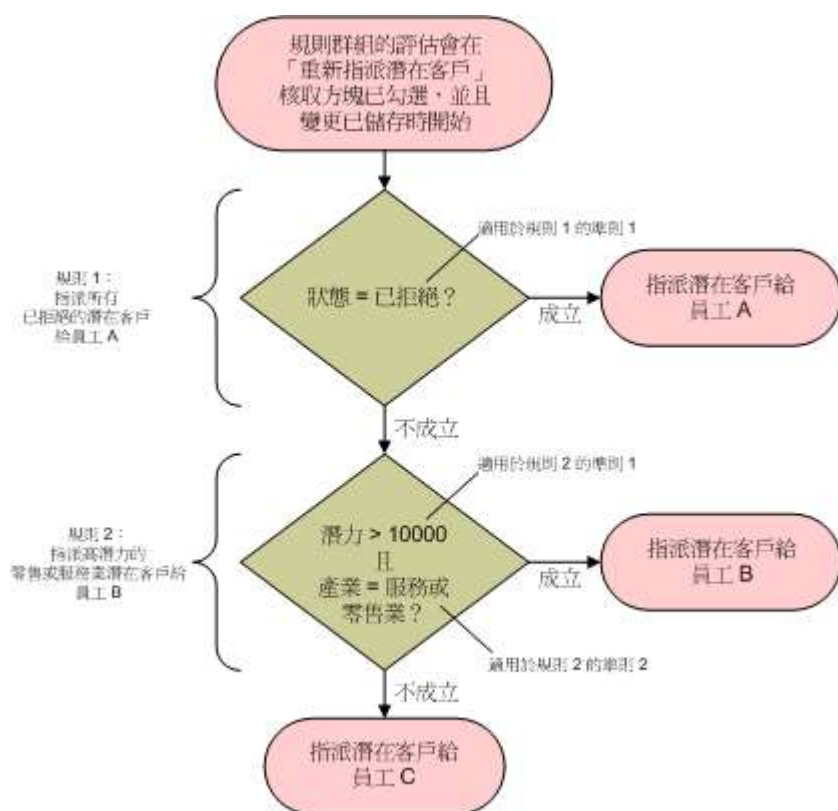 規則群組的評估會在
「重新指派潛在客戶」
核取方塊已勾選，並且
變更已儲存時開始
適用於規則 1 的準則 1
規則 1：
指派所有
已拒絕的潛在客戶
給員工 A
狀態 = 已拒絕？
成立
指派潛在客戶給
員工 A
不成立
適用於規則 2 的準則 1
規則 2：
指派高潛力的
零售或服務業潛在客戶給
員工 B
潛力 > 10000
且
產業 = 服務或
零售業？
成立
指派潛在客戶給
員工 B
適用於規則 2 的準則 2
不成立
指派潛在客戶給
員工 C